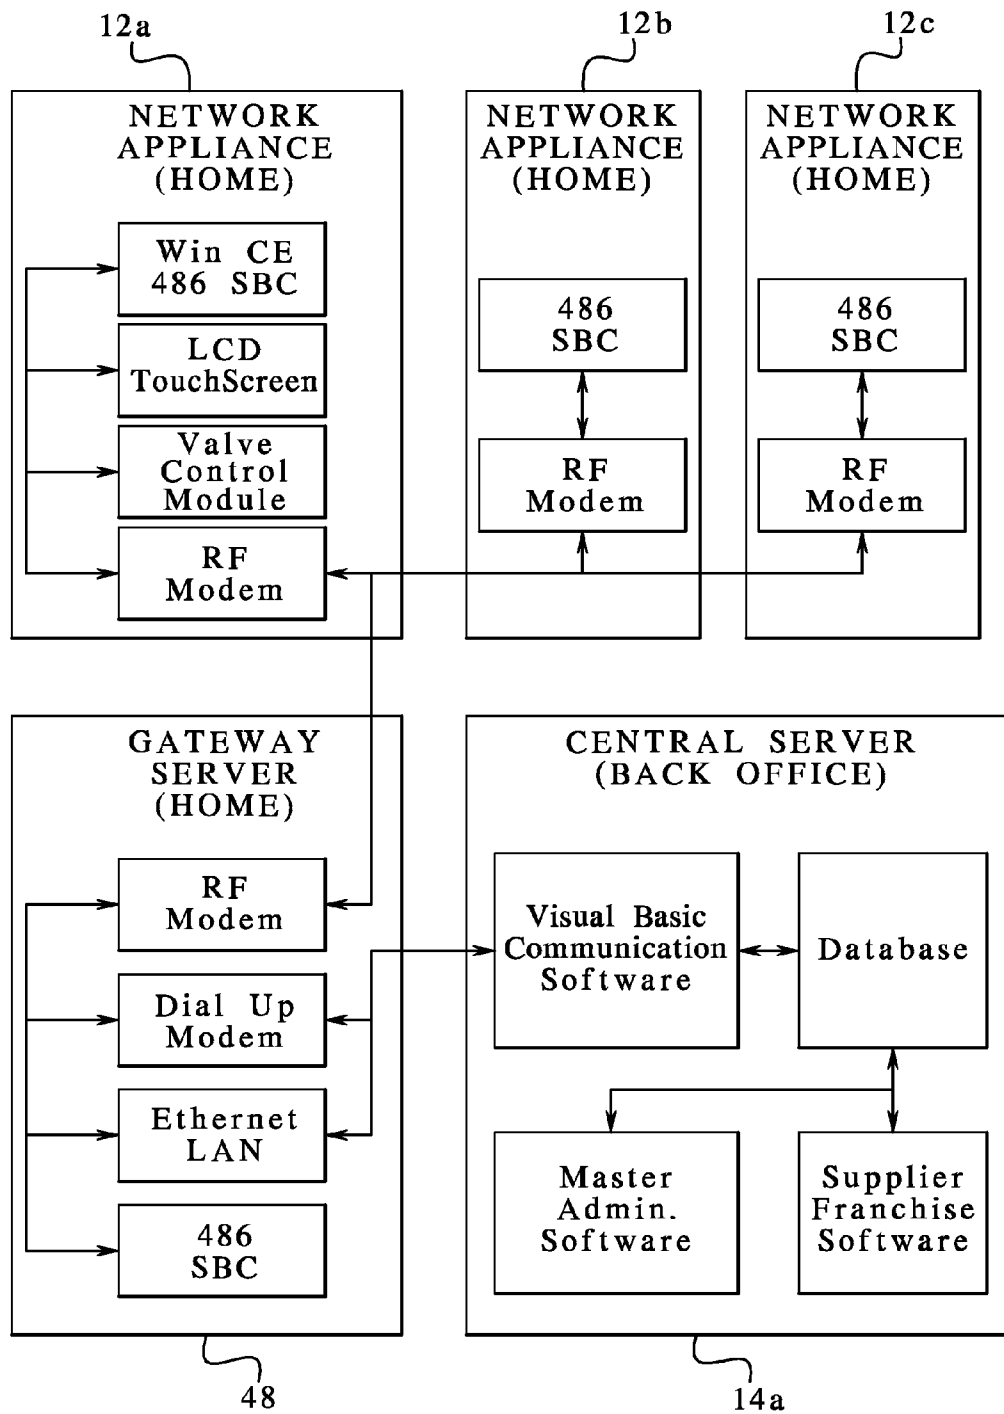 12a
12b
12c
NETWORK
APPLIANCE
(HOME)
Win CE
486 SBC
LCD
TouchScreen
Valve
Control
Module
RF
Modem
NETWORK
APPLIANCE
(HOME)
486
SBC
RF
Modem
NETWORK
APPLIANCE
(HOME)
486
SBC
RF
Modem
GATEWAY
SERVER
(HOME)
RF
Modem
Dial Up
Modem
Ethernet
LAN
486
SBC
48
CENTRAL SERVER
(BACK OFFICE)
Visual Basic
Communication
Software
Database
Master
Admin.
Software
Supplier
Franchise
Software
14a